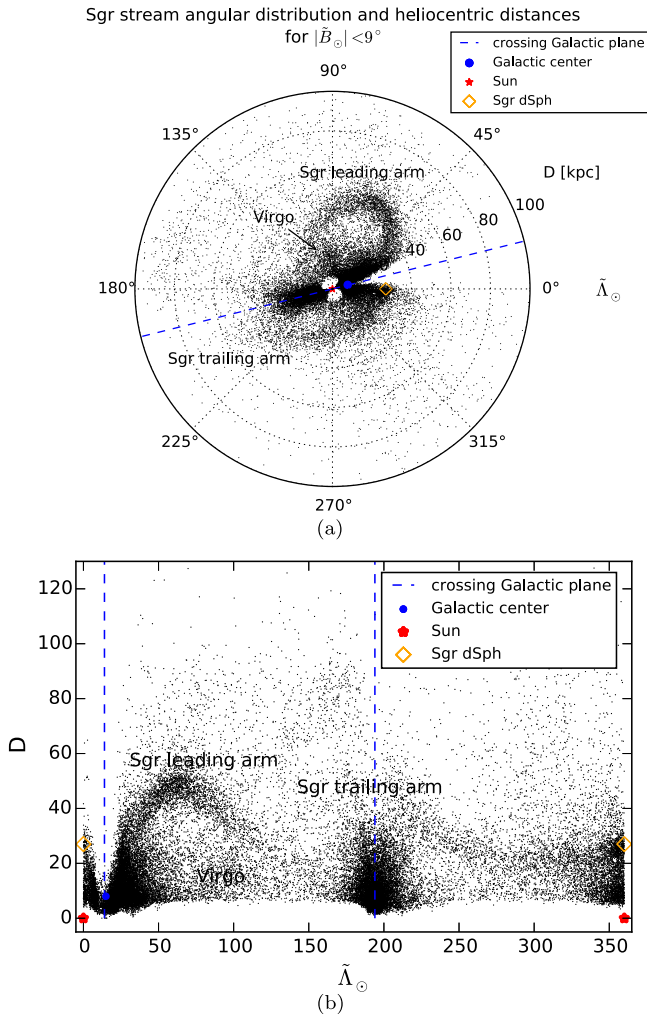 Sgr stream angular distribution and heliocentric distances
for |B̃⊙| <9°
crossing Galactic plane
Galactic center
Sun
Sgr dSph
90°
135°
45°
Sgr leading arm
D [kpc]
100
Virgo
80
60
40
180°
0°
Λ̃⊙
Sgr trailing arm
225°
315°
270°
(a)
120
100
80
60
40
20
0
D
crossing Galactic plane
Galactic center
Sun
Sgr dSph
Sgr leading arm
Sgr trailing arm
Virgo
0 50 100 150 200 250 300 350
Λ̃⊙
(b)